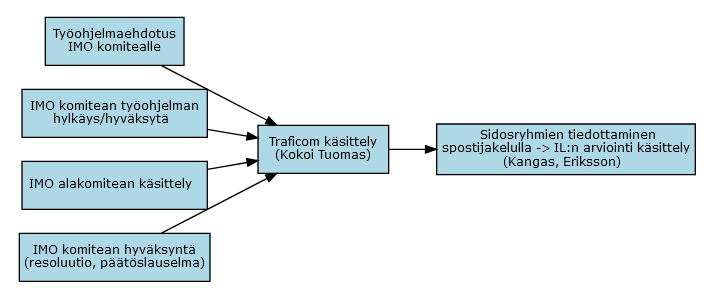 Työohjelmaehdotus
IMO komitealle
IMO komitean työohjelman
hylkäys/hyväksytä
IMO alakomitean käsittely
IMO komitean hyväksyntä
(resoluutio, päätöslauselma)
Traficom käsittely
(Kokoi Tuomas)
Sidosryhmien tiedottaminen
spostijakelulla -> IL:n arviointi käsittely
(Kangas, Eriksson)